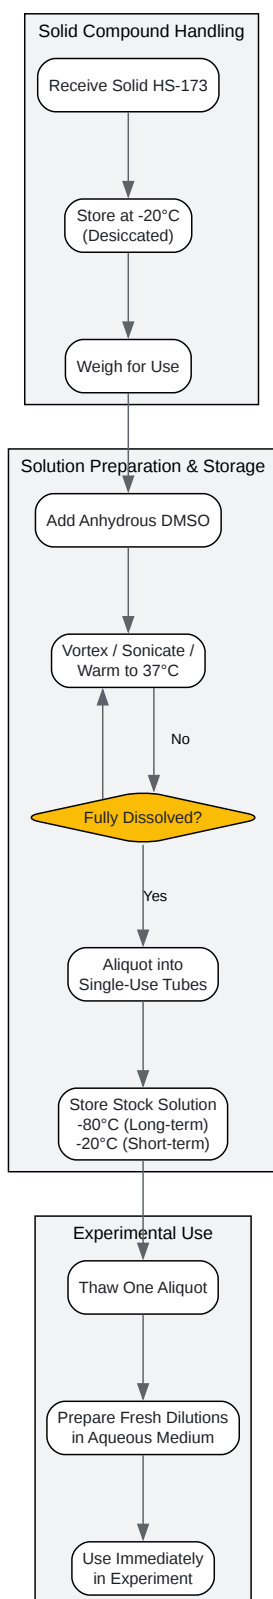 Solid Compound Handling
Receive Solid HS-173
Store at -20°C
(Desiccated)
Weigh for Use
Solution Preparation & Storage
Add Anhydrous DMSO
Vortex / Sonicate /
Warm to 37°C
No
Fully Dissolved?
Yes
Aliquot into
Single-Use Tubes
Store Stock Solution
-80°C (Long-term)
-20°C (Short-term)
Experimental Use
Thaw One Aliquot
Prepare Fresh Dilutions
in Aqueous Medium
Use Immediately
in Experiment